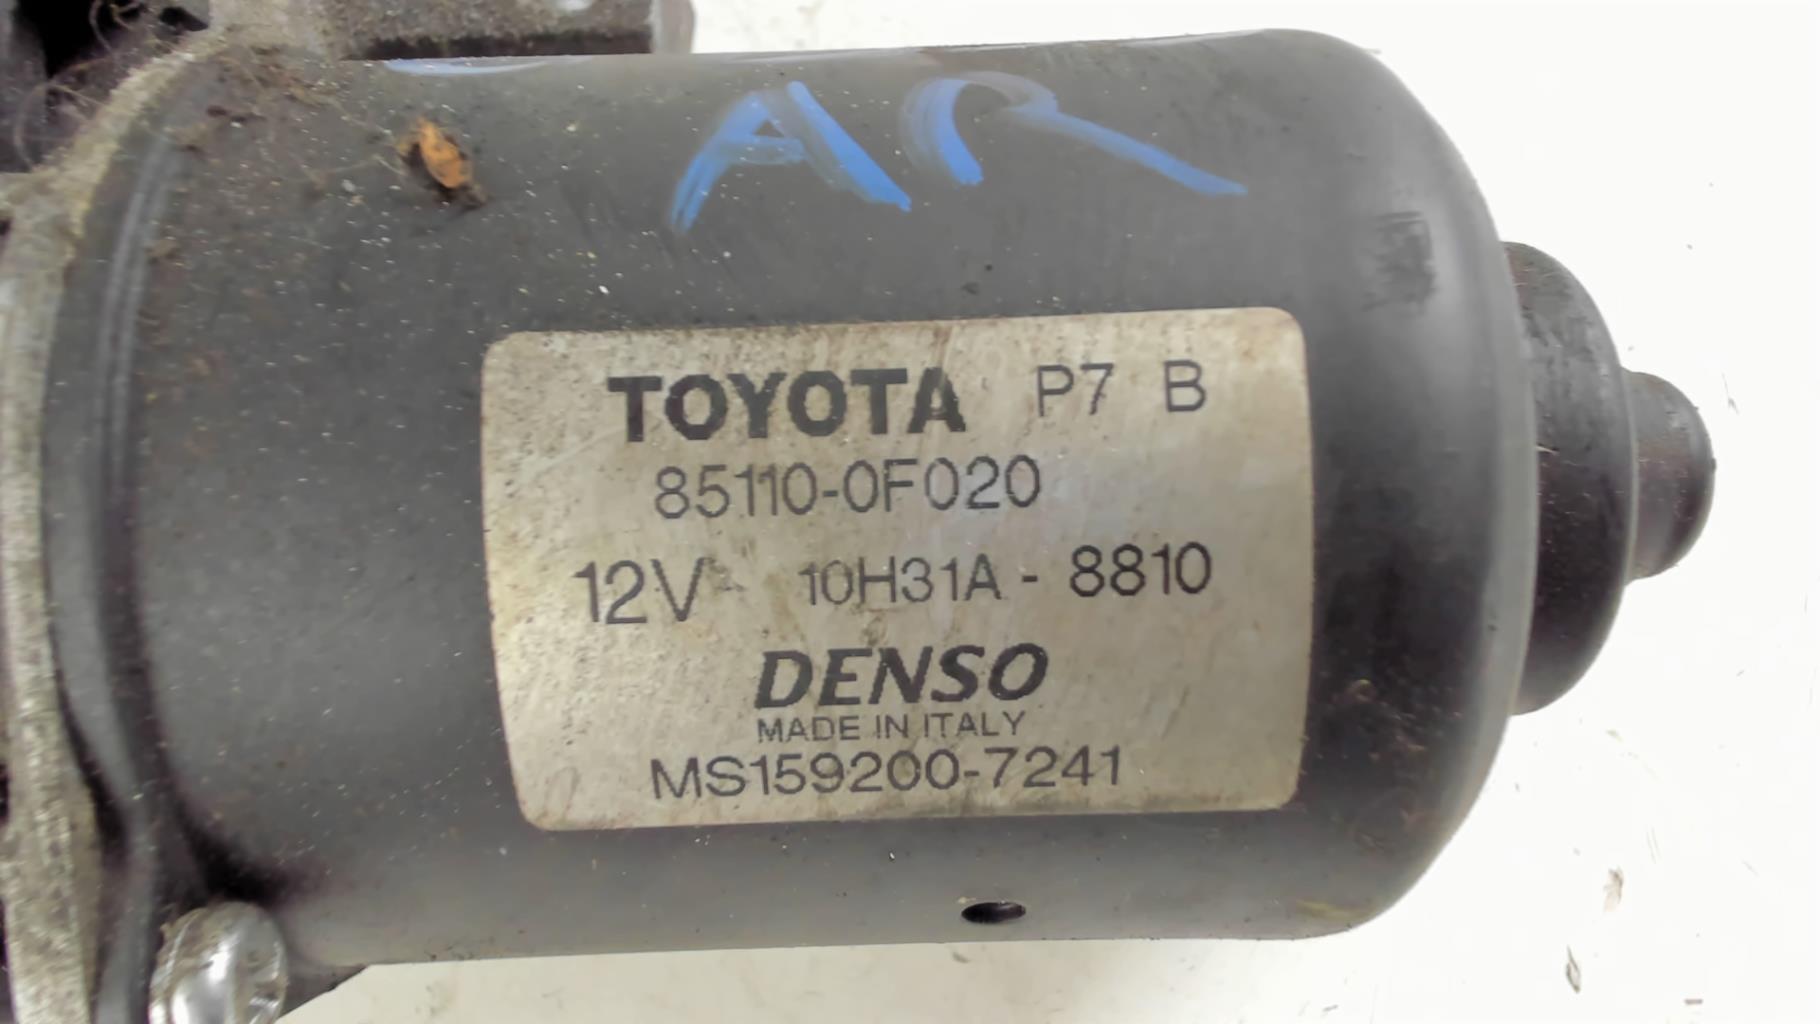 AR
TOYOTA P7 B
85110-0F020
12V 10H31A - 8810
DENSO
MADE IN ITALY
MS159200-7241